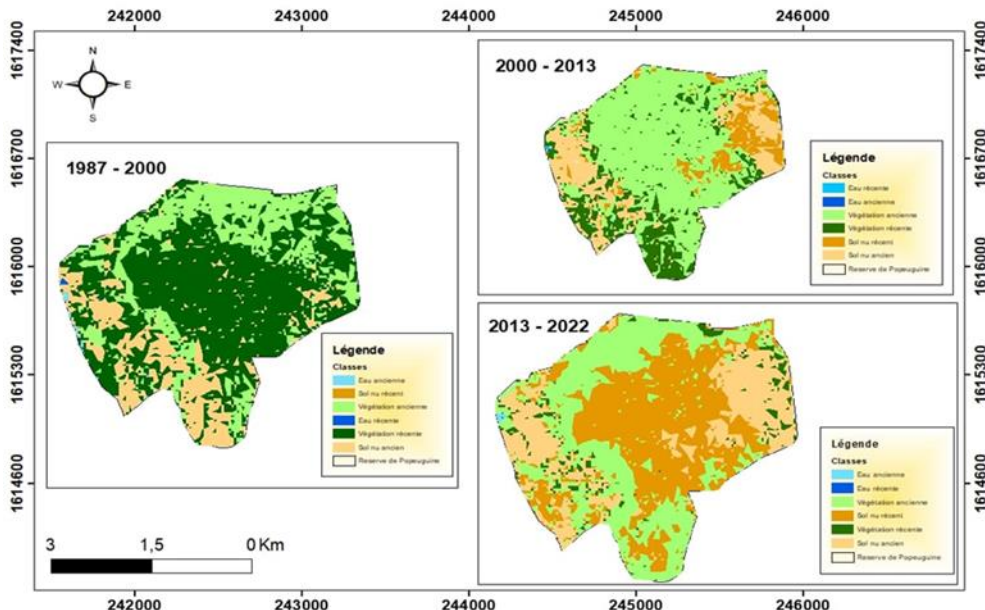 242000 243000 244000 245000 246000
1617400
1616700
1616000
1615300
1614600
N
W E
S
1987 - 2000
Légende
Classes
Eau ancienne
Sol nu récent
Végétation ancienne
Eau récente
Végétation récente
Sol nu ancien
Reserve de Popeuguine
3 1,5 0 Km
2000 - 2013
Légende
Classes
Eau récente
Eau ancienne
Végétation ancienne
Végétation récente
Sol nu récent
Sol nu ancien
Reserve de Popeuguine
2013 - 2022
Légende
Classes
Eau ancienne
Eau récente
Végétation ancienne
Sol nu récent
Végétation récente
Sol nu ancien
Reserve de Popeuguine
1617400
1616700
1616000
1615300
1614600
242000 243000 244000 245000 246000